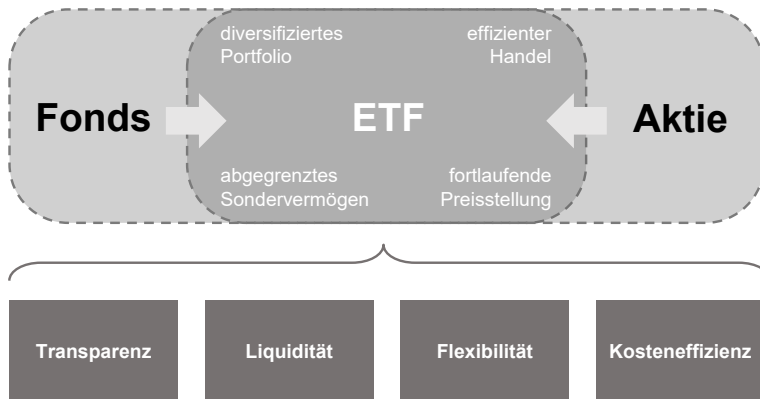 diversifiziertes
Portfolio
effizienter
Handel
Fonds
ETF
Aktie
abgegrenztes
Sondervermögen
fortlaufende
Preisstellung
Transparenz
Liquidität
Flexibilität
Kosteneffizienz